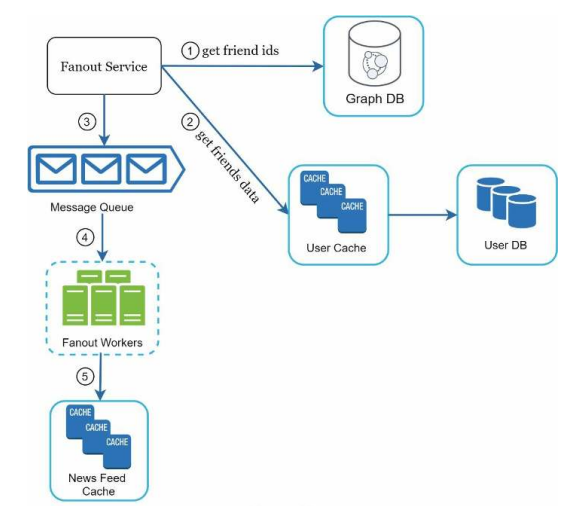 Fanout Service
① get friend ids
Graph DB
②
get friends data
③
Message Queue
CACHE
CACHE
CACHE
User Cache
User DB
④
Fanout Workers
⑤
CACHE
CACHE
CACHE
News Feed
Cache